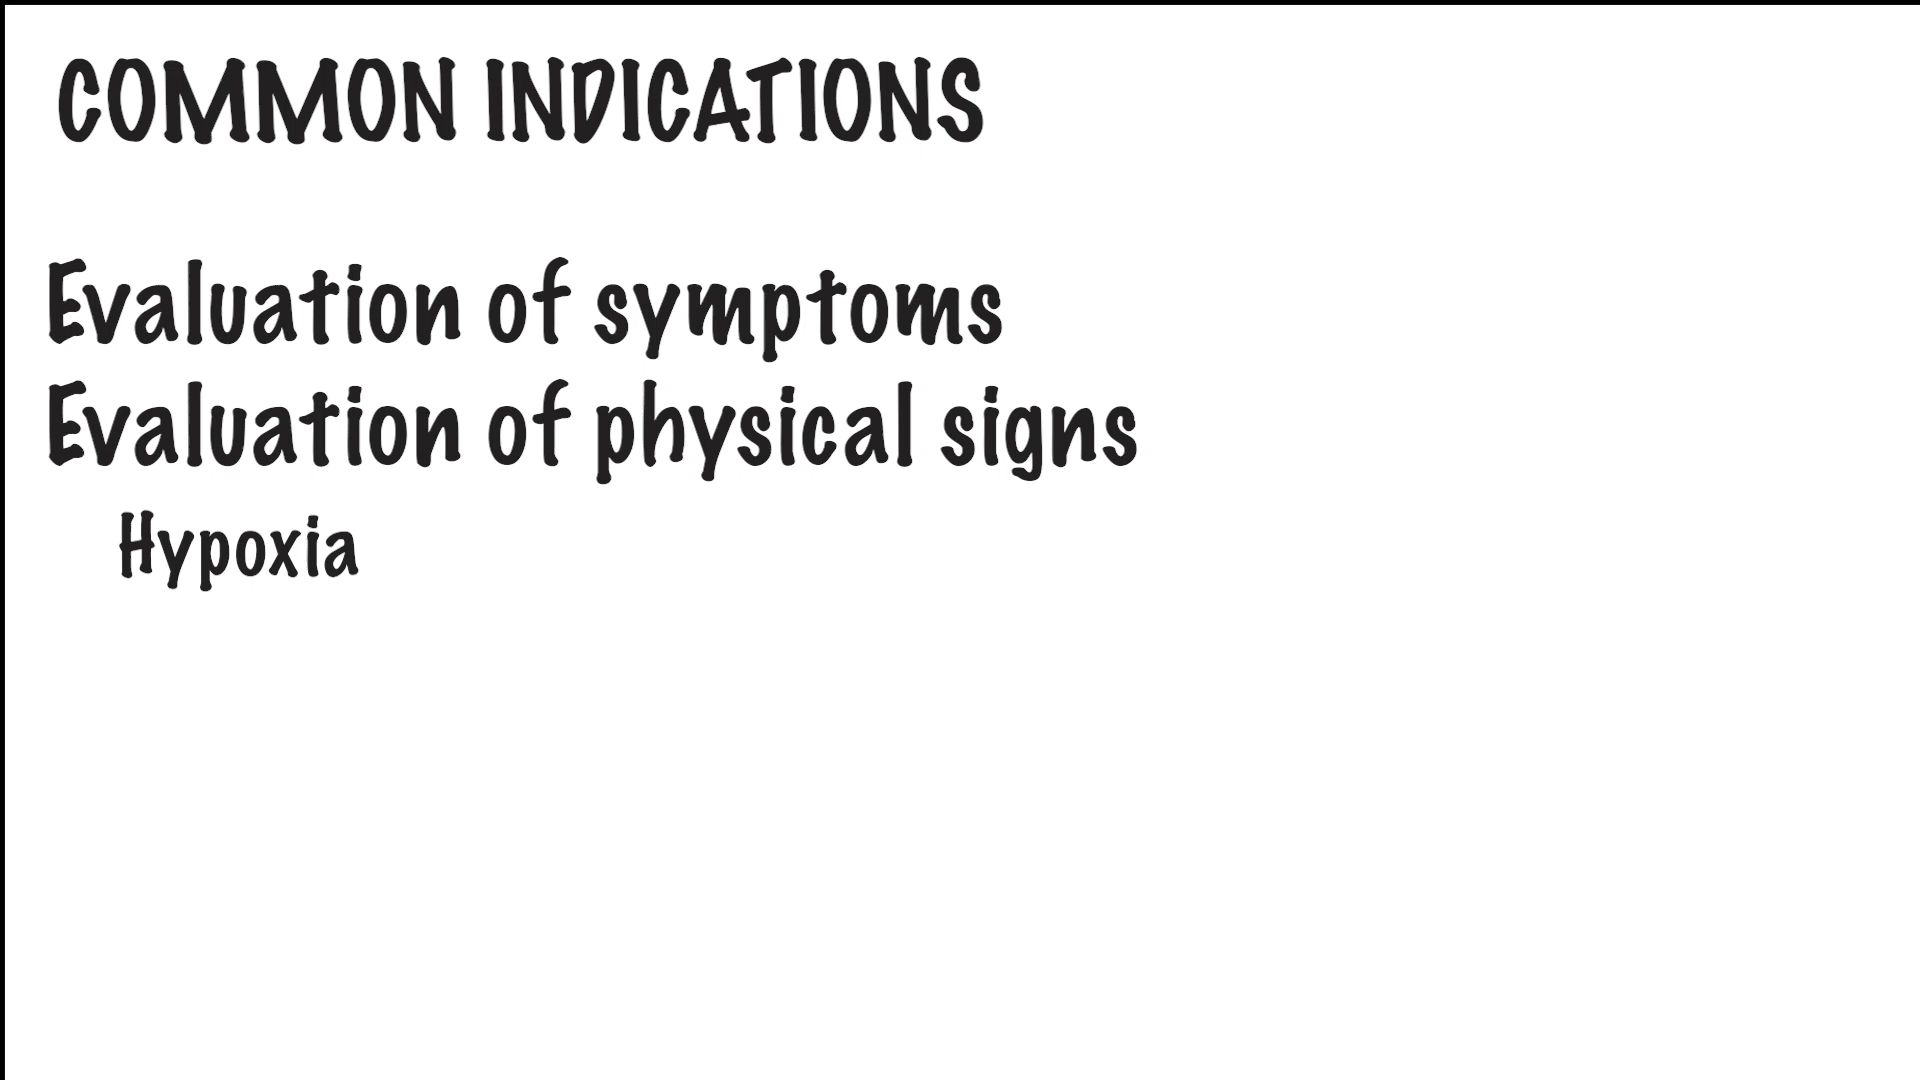 COMMON INDICATIONS
Evaluation of symptoms
Evaluation of physical signs
Hypoxia